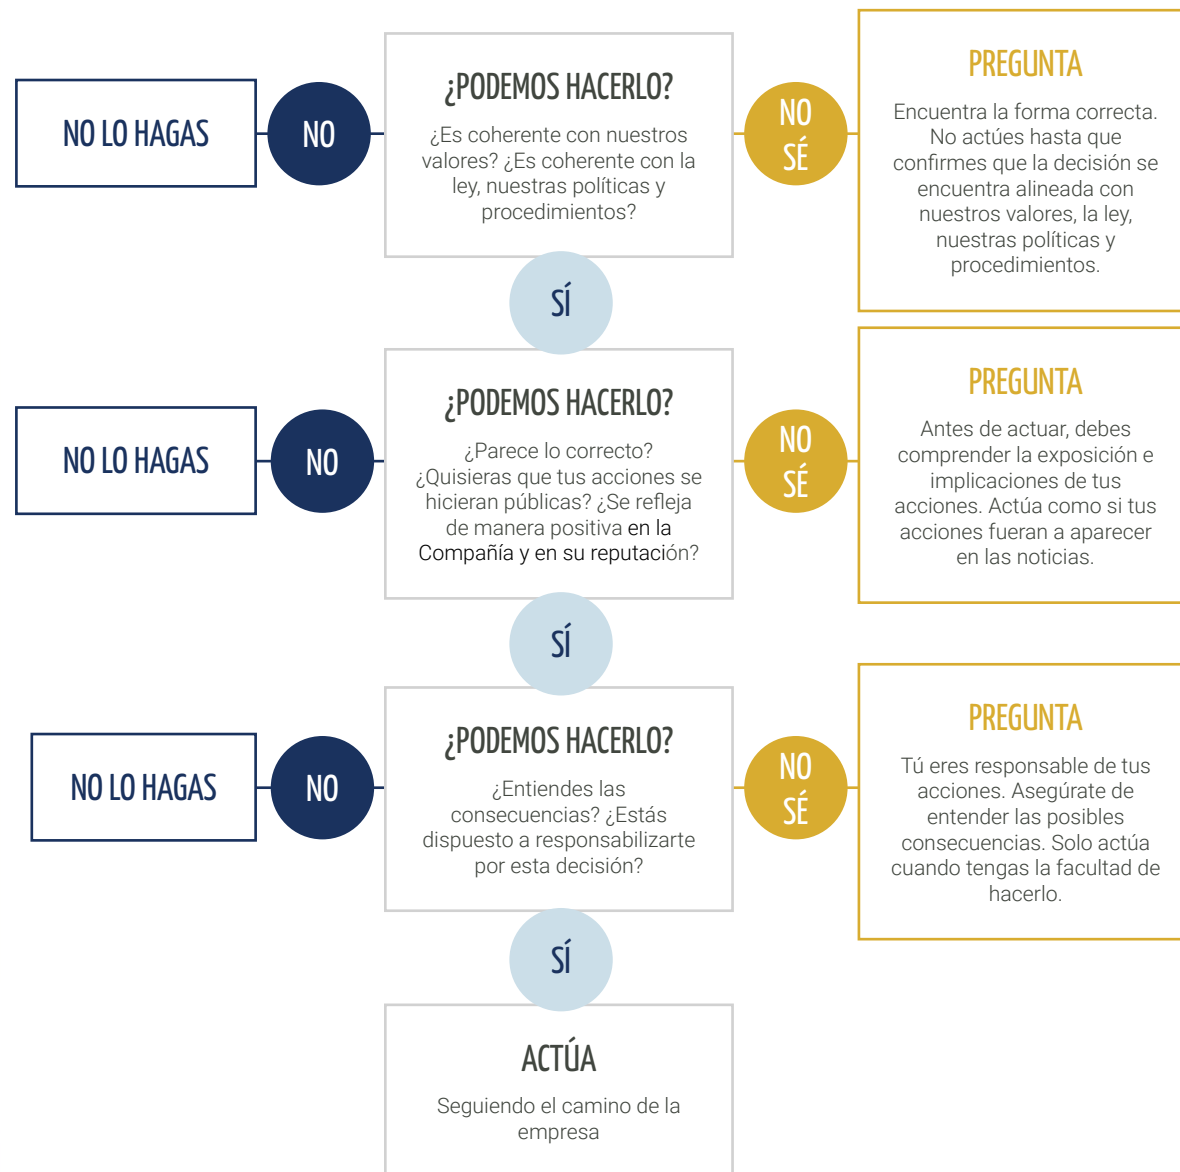 NO LO HAGAS
NO
¿PODEMOS HACERLO?
¿Es coherente con nuestros
valores? ¿Es coherente con la
ley, nuestras políticas y
procedimientos?
NO
SÉ
PREGUNTA
Encuentra la forma correcta.
No actúes hasta que
confirmes que la decisión se
encuentra alineada con
nuestros valores, la ley,
nuestras políticas y
procedimientos.
SÍ
NO LO HAGAS
NO
¿PODEMOS HACERLO?
¿Parece lo correcto?
¿Quisieras que tus acciones se
hicieran públicas? ¿Se refleja
de manera positiva en la
Compañía y en su reputación?
NO
SÉ
PREGUNTA
Antes de actuar, debes
comprender la exposición e
implicaciones de tus
acciones. Actúa como si tus
acciones fueran a aparecer
en las noticias.
SÍ
NO LO HAGAS
NO
¿PODEMOS HACERLO?
¿Entiendes las
consecuencias? ¿Estás
dispuesto a responsabilizarte
por esta decisión?
NO
SÉ
PREGUNTA
Tú eres responsable de tus
acciones. Asegúrate de
entender las posibles
consecuencias. Solo actúa
cuando tengas la facultad de
hacerlo.
SÍ
ACTÚA
Seguiendo el camino de la
empresa